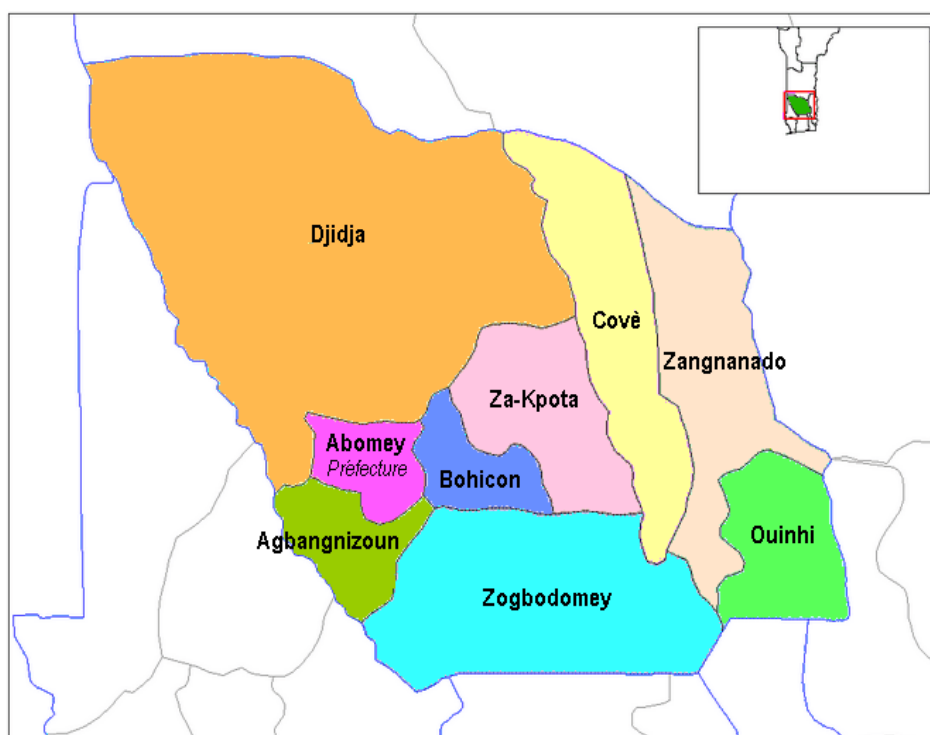 Djidja
Covè
Zangnanado
Za-Kpota
Abomey
Préfecture
Bohicon
Agbangnizoun
Ouinhi
Zogbodomey